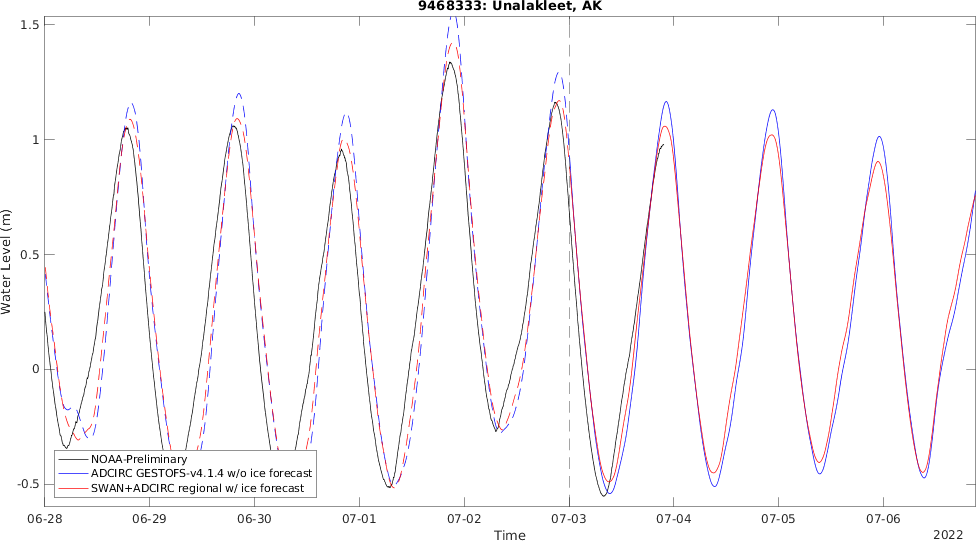 9468333: Unalakleet, AK
Water Level (m)
1.5
1
0.5
0
-0.5
NOAA-Preliminary
ADCIRC GESTOFS-v4.1.4 w/o ice forecast
SWAN+ADCIRC regional w/ ice forecast
06-28 06-29 06-30 07-01 07-02 07-03 07-04 07-05 07-06
Time
2022